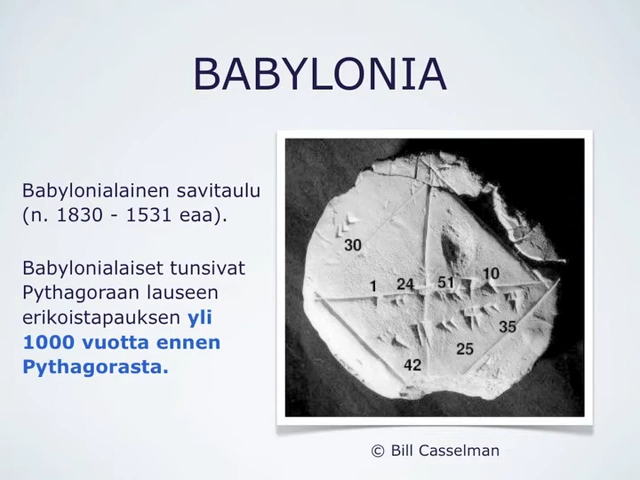 BABYLONIA
Babylonialainen savitaulu
(n. 1830 - 1531 eaa).
Babylonialaiset tunsivat
Pythagoraan lauseen
erikoistapauksen yli
1000 vuotta ennen
Pythagorasta.
30
1 24 51 10
42 25 35
© Bill Casselman